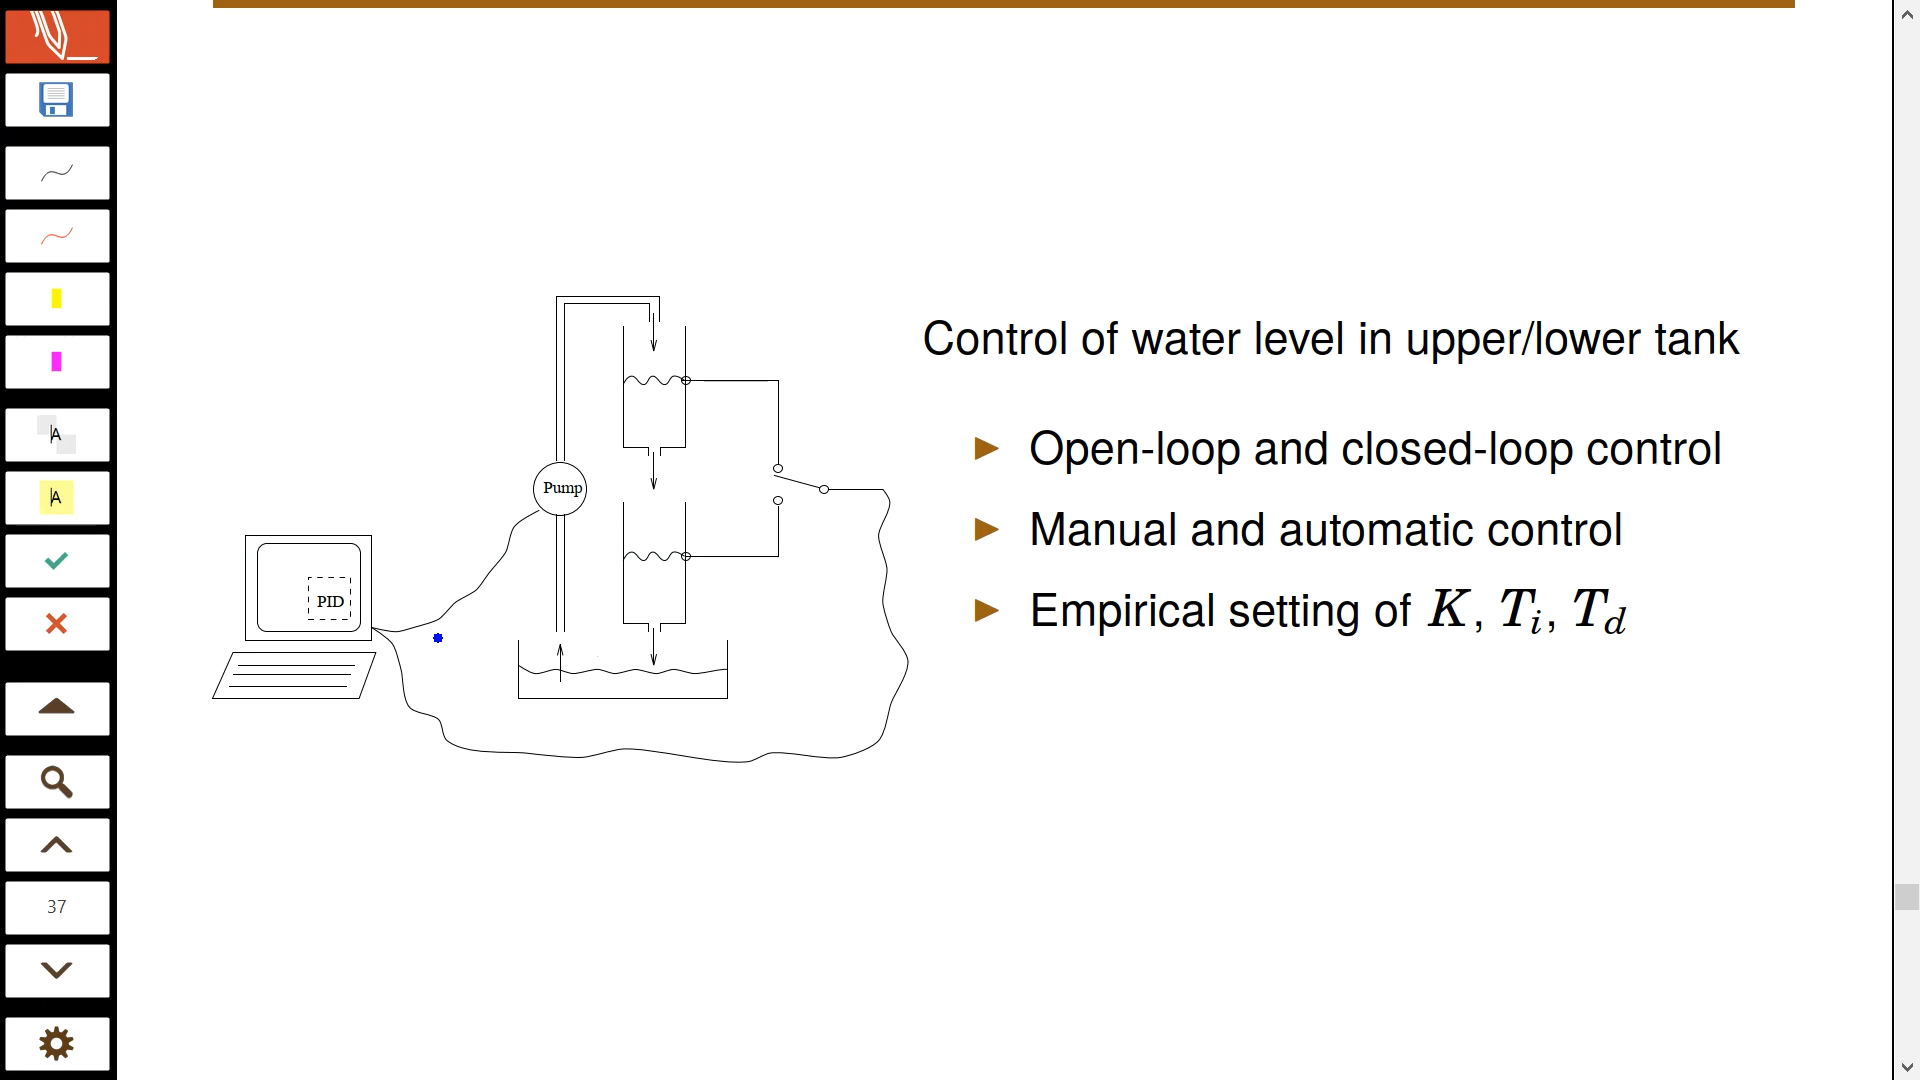 Control of water level in upper/lower tank
Open-loop and closed-loop control
Manual and automatic control
Empirical setting of K, Tᵢ, T_d
Pump
PID
A
A
37